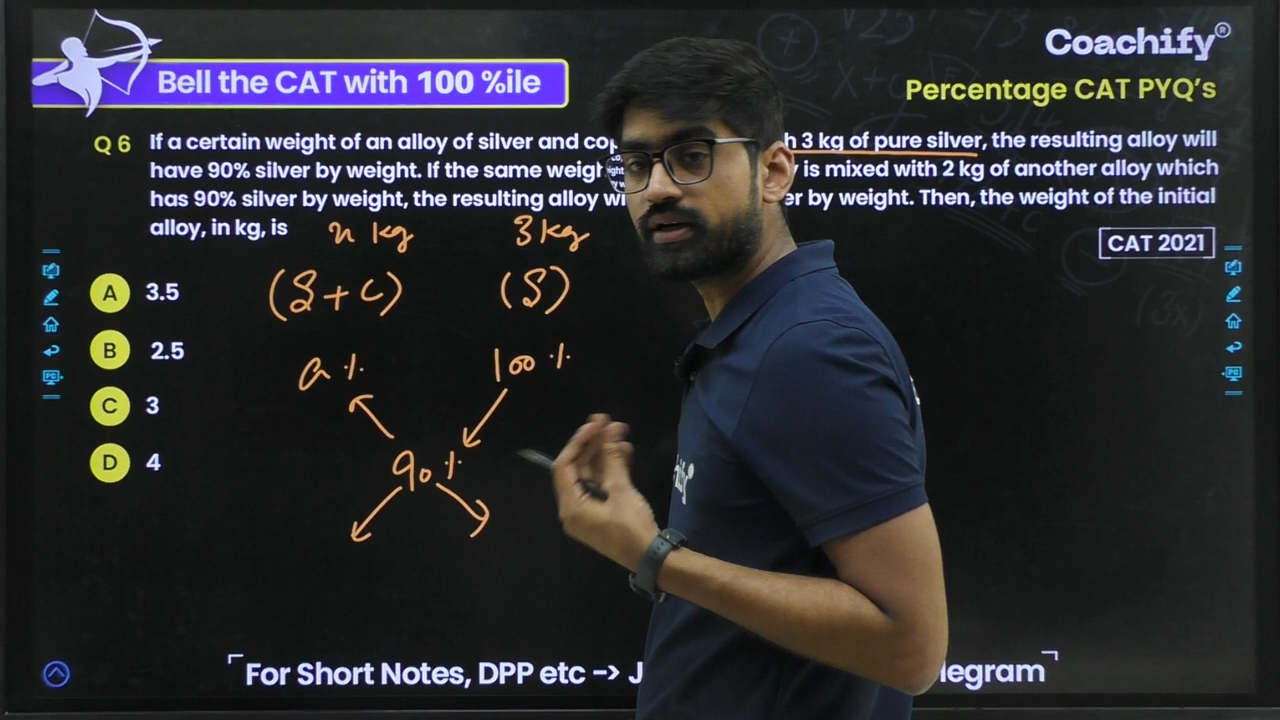 Coachify®
Bell the CAT with 100 %ile
Percentage CAT PYQ's
Q 6 If a certain weight of an alloy of silver and cop h 3 kg of pure silver, the resulting alloy will
have 90% silver by weight. If the same weigh y is mixed with 2 kg of another alloy which
has 90% silver by weight, the resulting alloy wi er by weight. Then, the weight of the initial
alloy, in kg, is
x kg 3 kg
CAT 2021
A 3.5
(S+C) (S)
B 2.5
a % 100 %
C 3
D 4
90 %
For Short Notes, DPP etc -> J legram